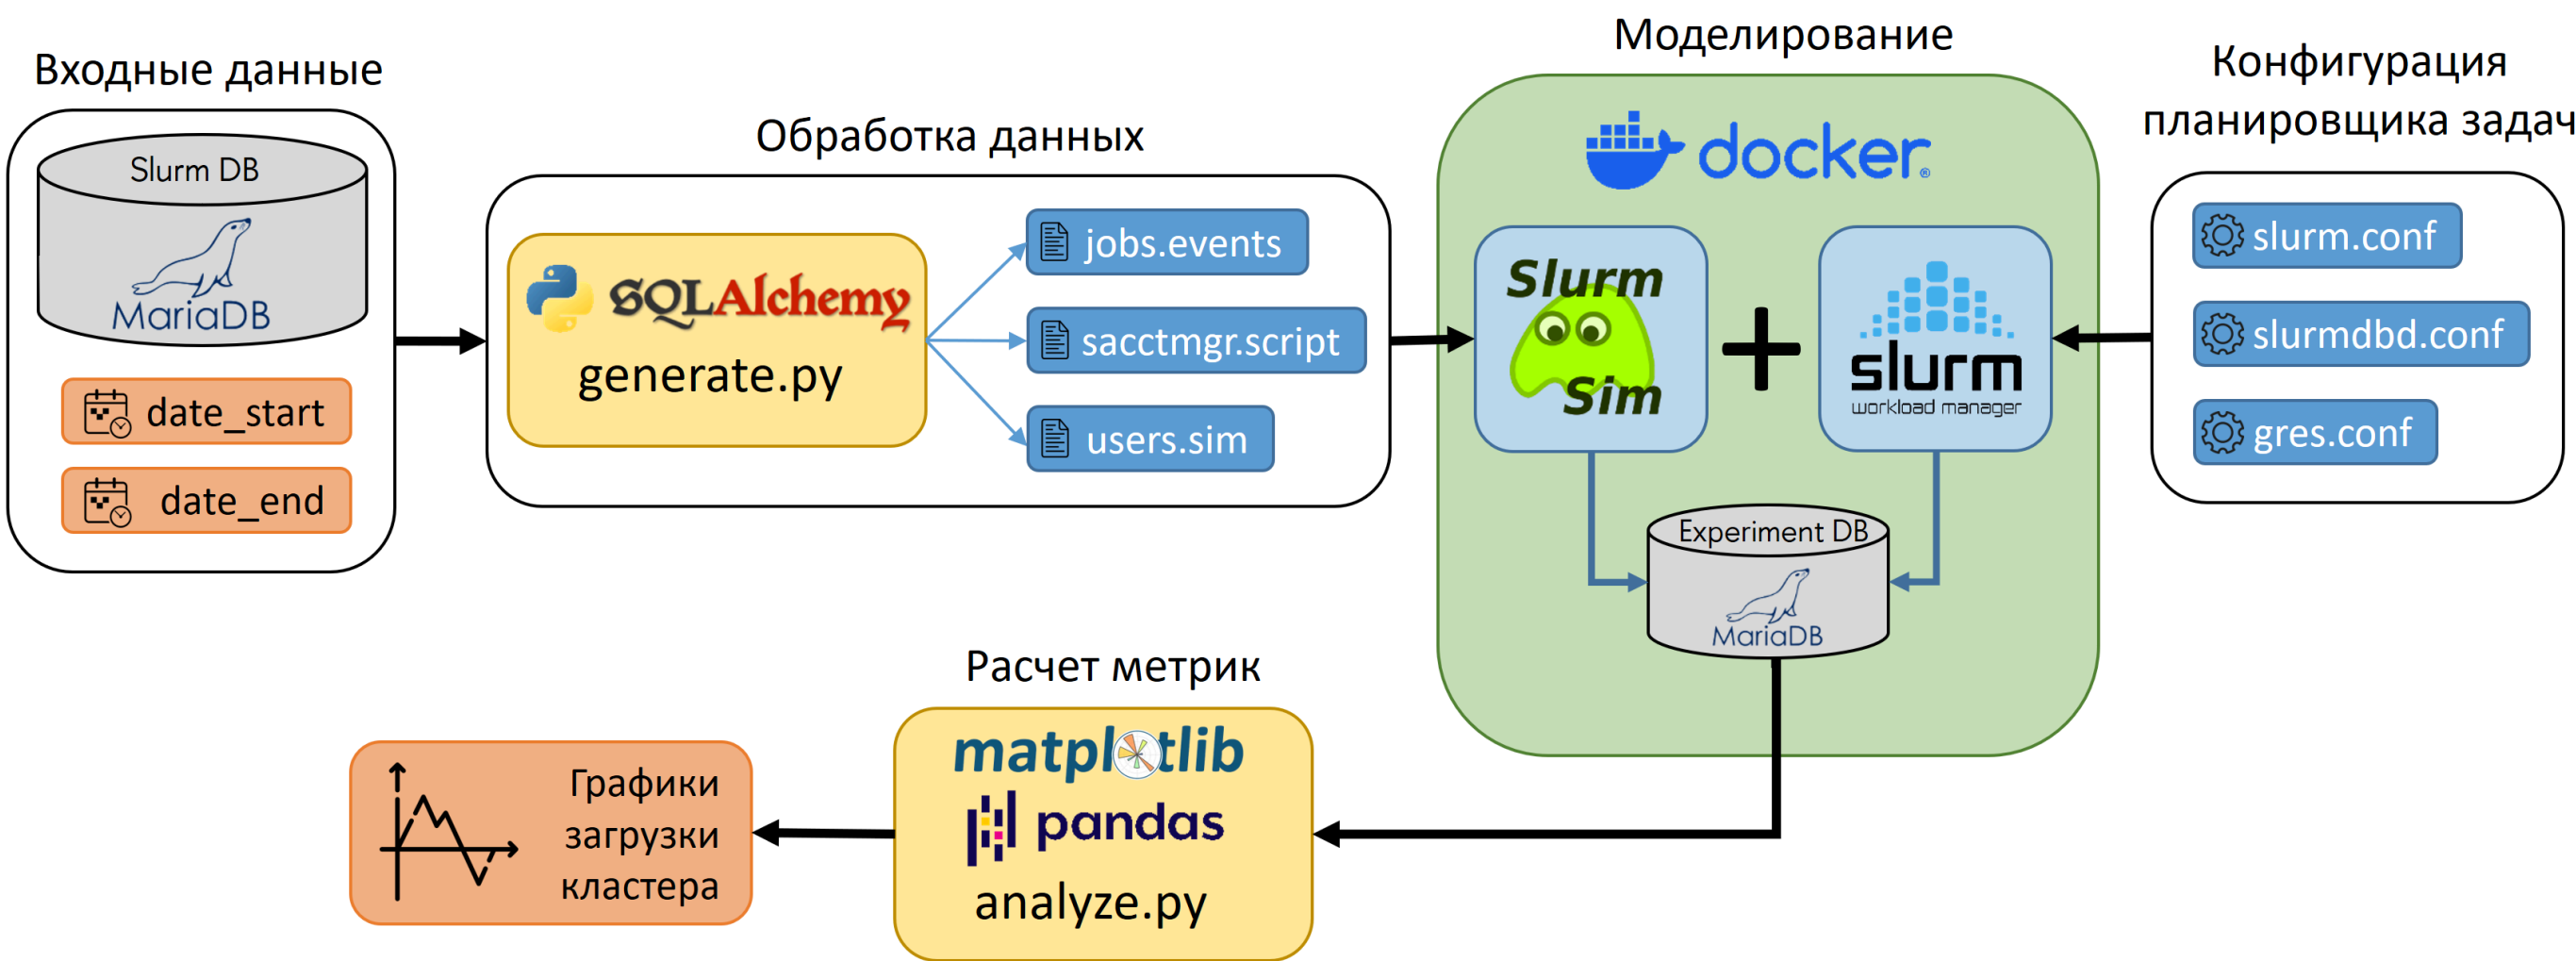 Входные данные
Slurm DB
MariaDB
date_start
date_end
Обработка данных
SQLAlchemy
generate.py
jobs.events
sacctmgr.script
users.sim
Моделирование
docker
Slurm
Sim
+
slurm
workload manager
Experiment DB
MariaDB
Конфигурация
планировщика задач
slurm.conf
slurmdbd.conf
gres.conf
Расчет метрик
matplotlib
pandas
analyze.py
Графики
загрузки
кластера